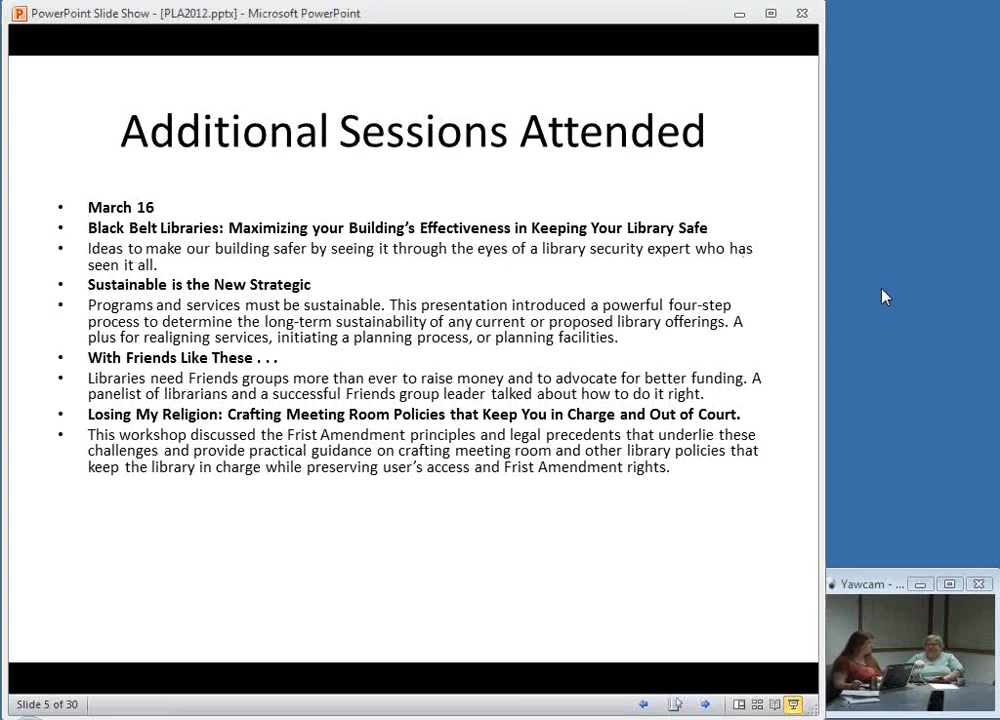 PowerPoint Slide Show - [PLA2012.pptx] - Microsoft PowerPoint
Additional Sessions Attended
• March 16
• Black Belt Libraries: Maximizing your Building's Effectiveness in Keeping Your Library Safe
• Ideas to make our building safer by seeing it through the eyes of a library security expert who has
seen it all.
• Sustainable is the New Strategic
• Programs and services must be sustainable. This presentation introduced a powerful four-step
process to determine the long-term sustainability of any current or proposed library offerings. A
plus for realigning services, initiating a planning process, or planning facilities.
• With Friends Like These . . .
• Libraries need Friends groups more than ever to raise money and to advocate for better funding. A
panelist of librarians and a successful Friends group leader talked about how to do it right.
• Losing My Religion: Crafting Meeting Room Policies that Keep You in Charge and Out of Court.
• This workshop discussed the Frist Amendment principles and legal precedents that underlie these
challenges and provide practical guidance on crafting meeting room and other library policies that
keep the library in charge while preserving user's access and Frist Amendment rights.
Yawcam - ...
Slide 5 of 30